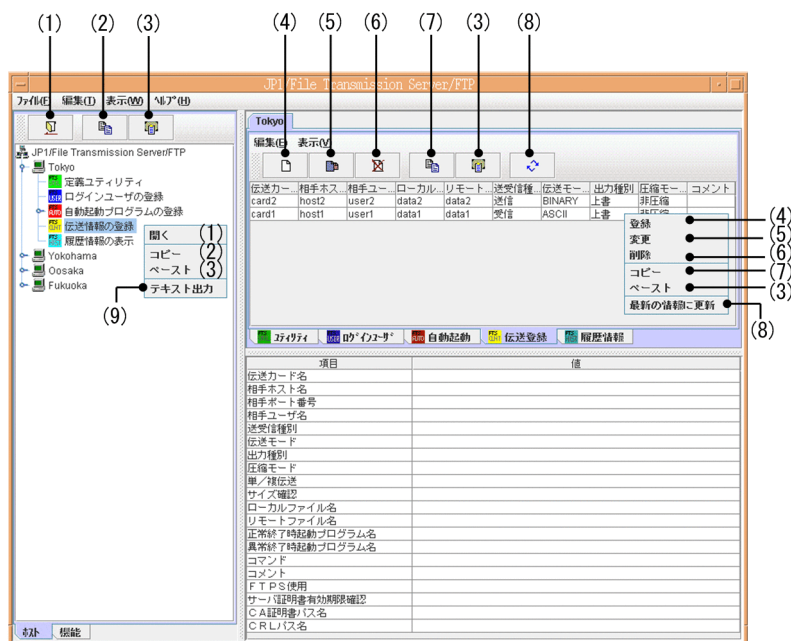 (1) (2) (3) (4) (5) (6) (7) (3) (8)
JP1/File Transmission Server/FTP
ファイル(F) 編集(I) 表示(W) ヘルプ(H)
JP1/File Transmission Server/FTP
Tokyo
定義ユティリティ
ログインユーザの登録
自動起動プログラムの登録
伝送情報の登録
履歴情報の表示
Yokohama
Oosaka
Fukuoka
開く (1)
コピー (2)
ペースト (3)
テキスト出力
(9)
ホスト 機能
Tokyo
編集(E) 表示(V)
伝送カー... 相手ホス... 相手ユー... ローカル... リモート... 送受信種... 伝送モー... 出力種別 圧縮モー... コメント
card2 host2 user2 data2 data2 送信 BINARY 上書 非圧縮
card1 host1 user1 data1 data1 受信 ASCII 上書 非圧縮
登録 (4)
変更 (5)
削除 (6)
コピー (7)
ペースト (3)
最新の情報に更新 (8)
ユティリティ ログインユーザ 自動起動 伝送登録 履歴情報
項目 値
伝送カード名
相手ホスト名
相手ポート番号
相手ユーザ名
送受信種別
伝送モード
出力種別
圧縮モード
単／複伝送
サイズ確認
ローカルファイル名
リモートファイル名
正常終了時起動プログラム名
異常終了時起動プログラム名
コマンド
コメント
ＦＴＰＳ使用
サーバ証明書有効期限確認
ＣＡ証明書パス名
ＣＲＬパス名